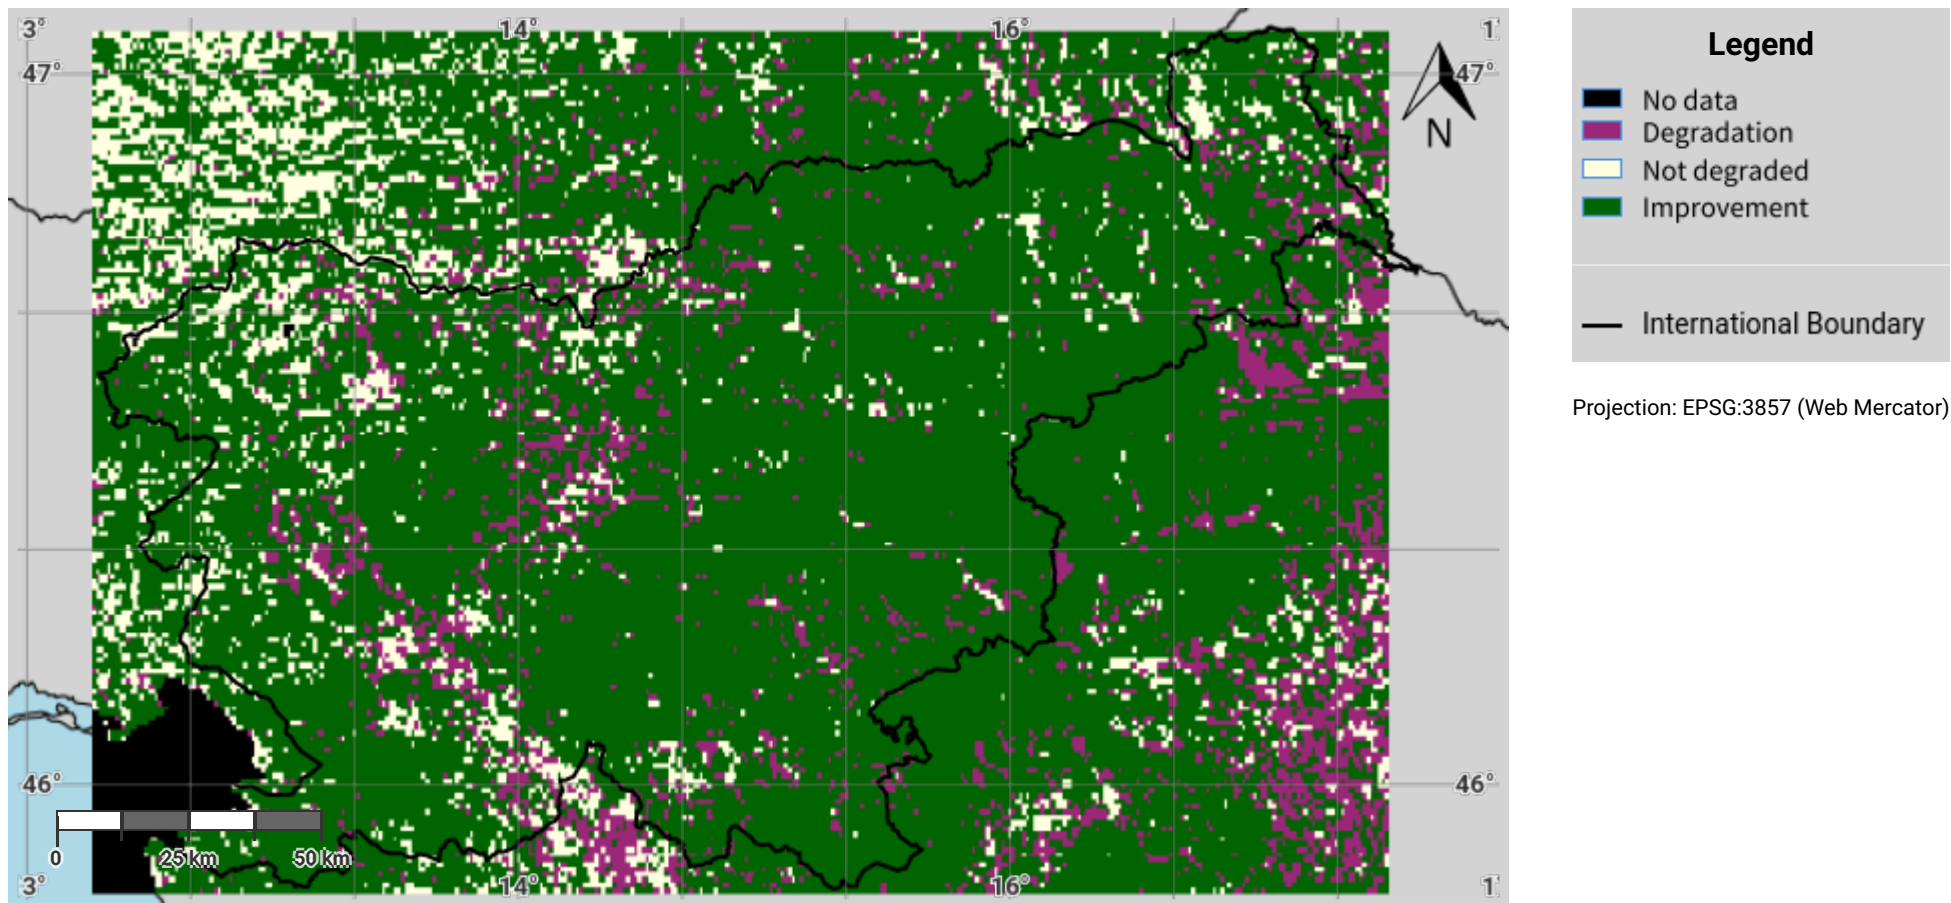 3°
14°
16°
1
47°
47°
N
46°
46°
0
25 km
50 km
3°
14°
16°
1
Legend
No data
Degradation
Not degraded
Improvement
International Boundary
Projection: EPSG:3857 (Web Mercator)